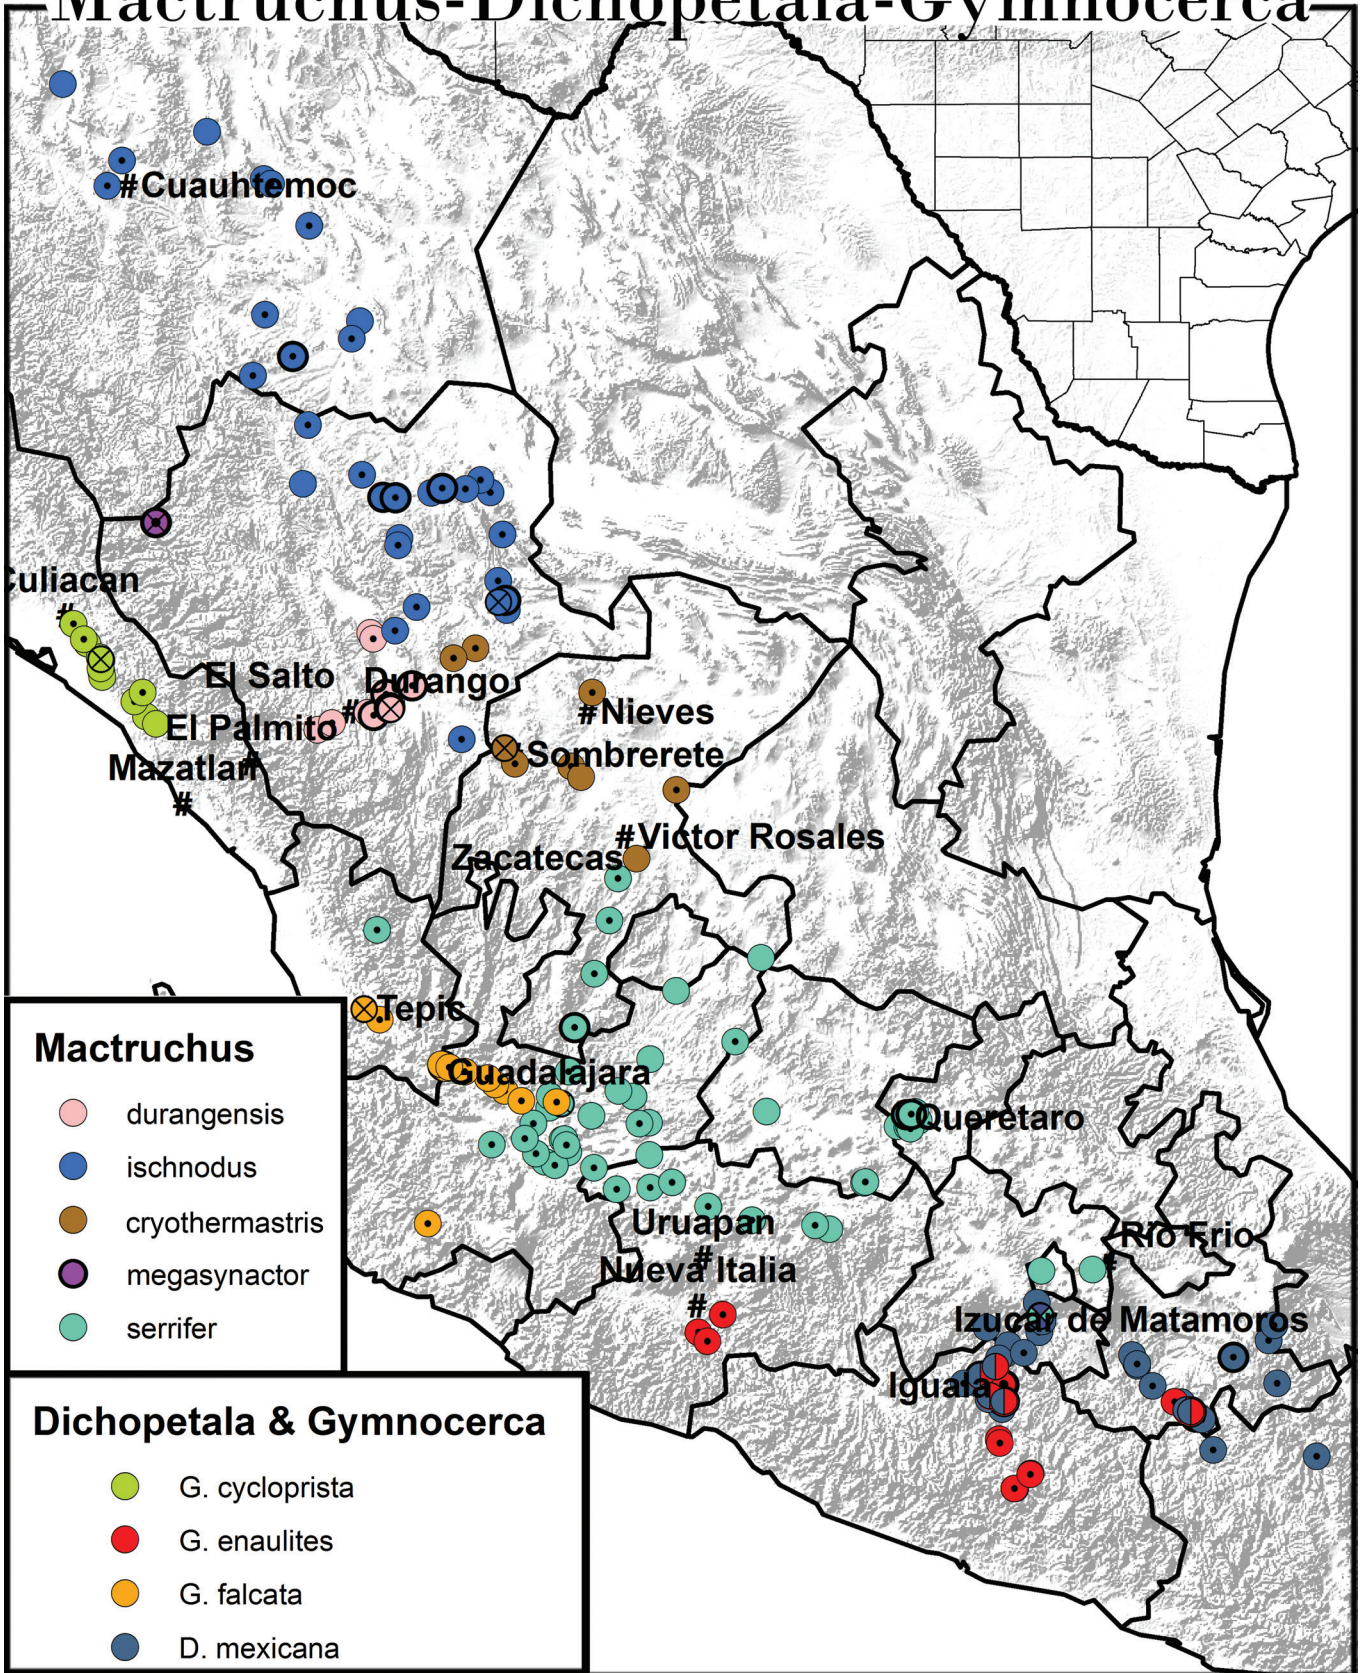 Mactruchus-Dichopetala-Gymnocerca
#Cuauhtemoc
Culiacan
#
El Salto
Durango
#
#Nieves
El Palmito
#
#Sombrerete
Mazatlan
#
#Victor Rosales
Zacatecas
Tepic
Guadalajara
Queretaro
Uruapan
#
Rio Frio
#
Nueva Italia
#
Izucar de Matamoros
Iguala
Mactruchus
durangensis
ischnodus
cryothermastris
megasynactor
serrifer
Dichopetala & Gymnocerca
G. cycloprista
G. enaulites
G. falcata
D. mexicana